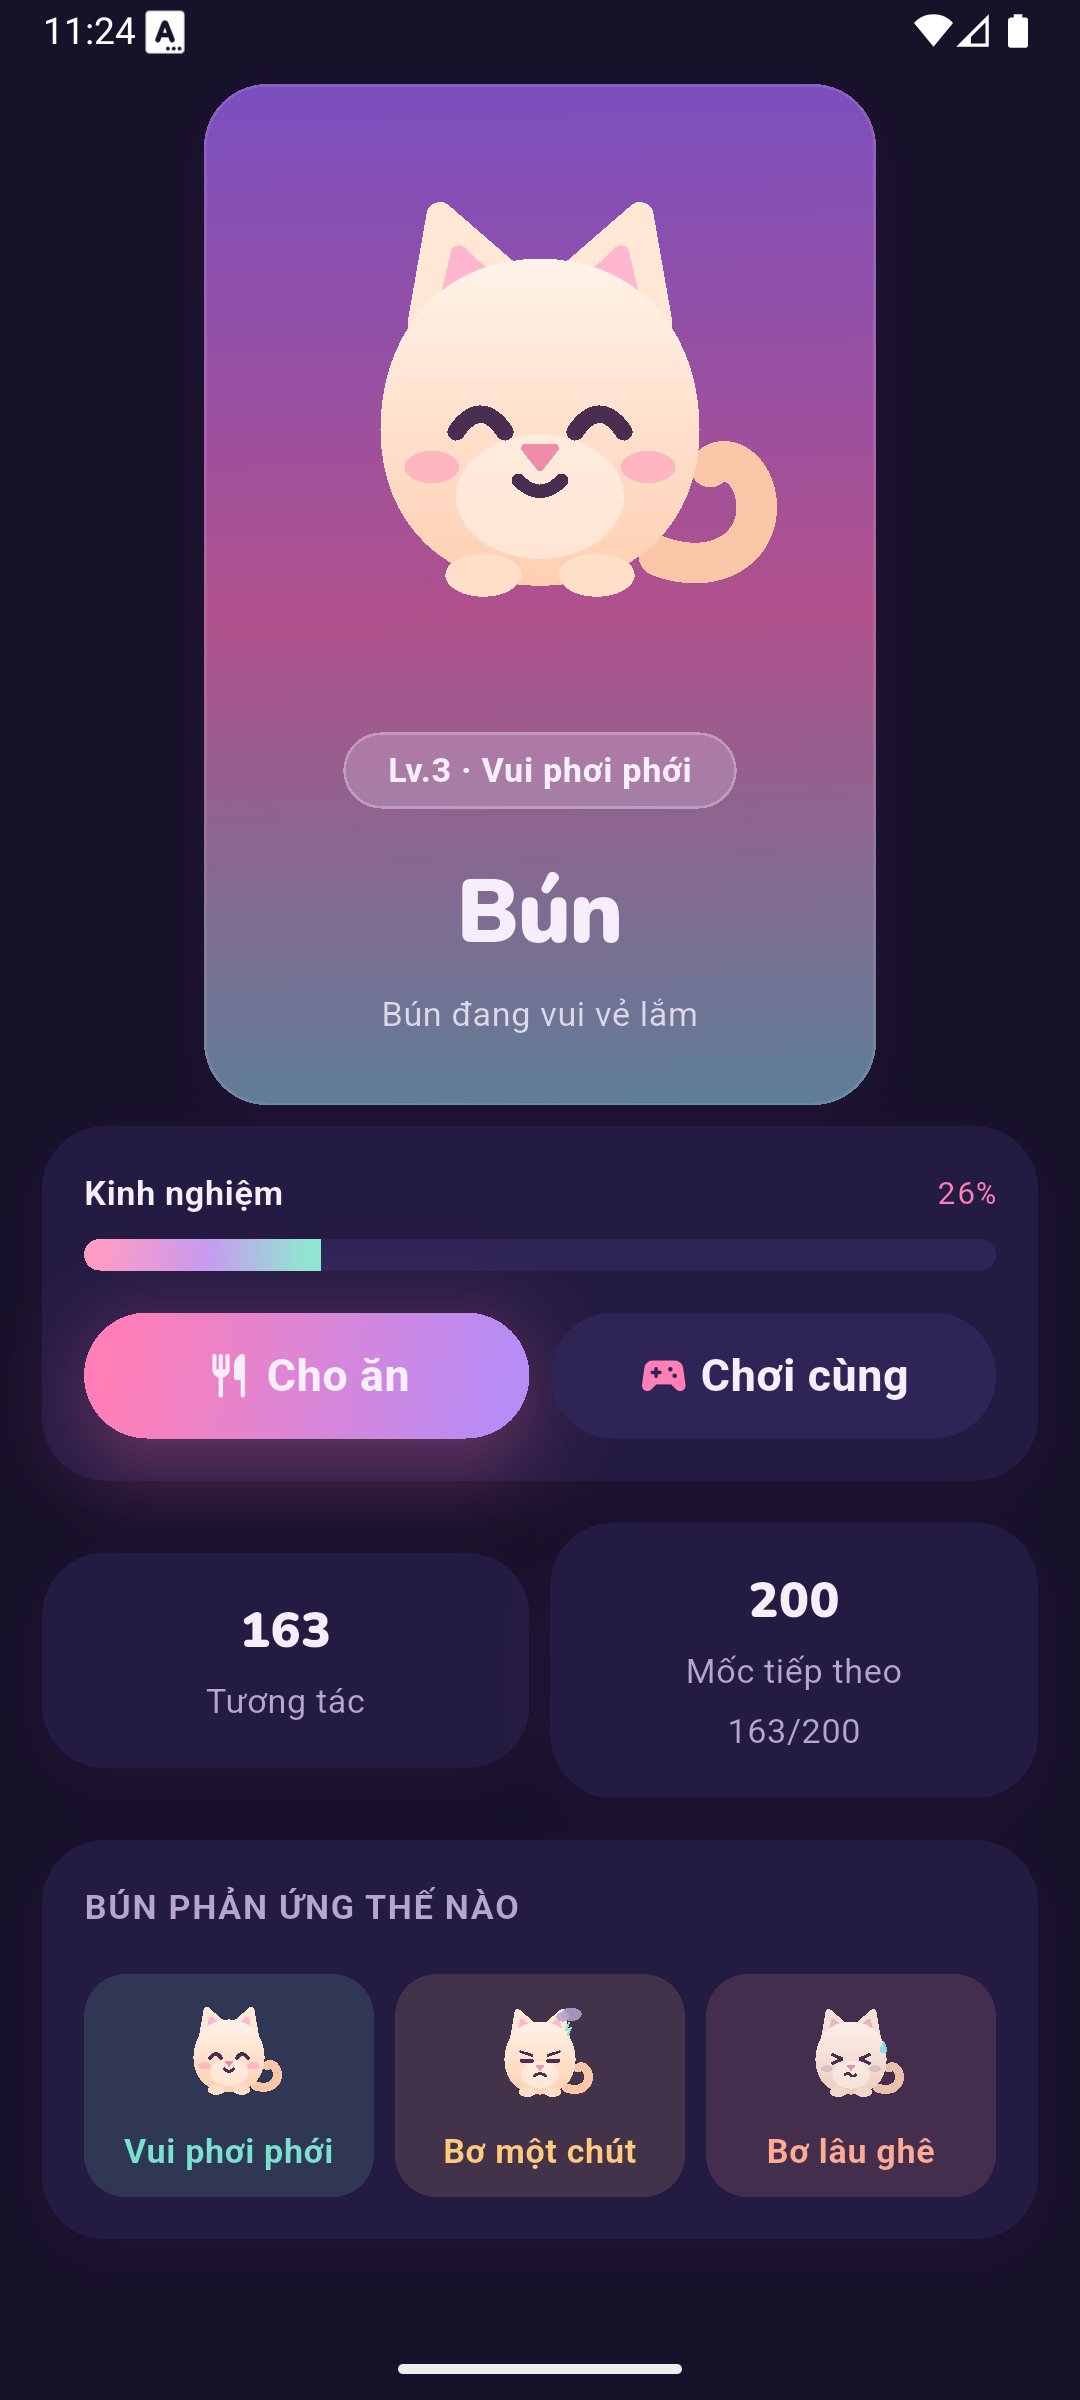 11:24
A
Lv.3 · Vui phơi phới
Bún
Bún đang vui vẻ lắm
Kinh nghiệm
26%
Cho ăn
Chơi cùng
163
Tương tác
200
Mốc tiếp theo
163/200
BÚN PHẢN ỨNG THẾ NÀO
Vui phơi phới
Bơ một chút
Bơ lâu ghê